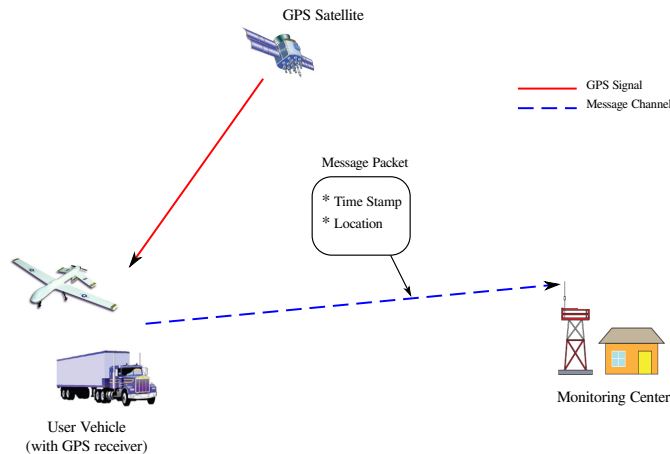 GPS Satellite
GPS Signal
Message Channel
Message Packet
* Time Stamp
* Location
Monitoring Center
User Vehicle
(with GPS receiver)